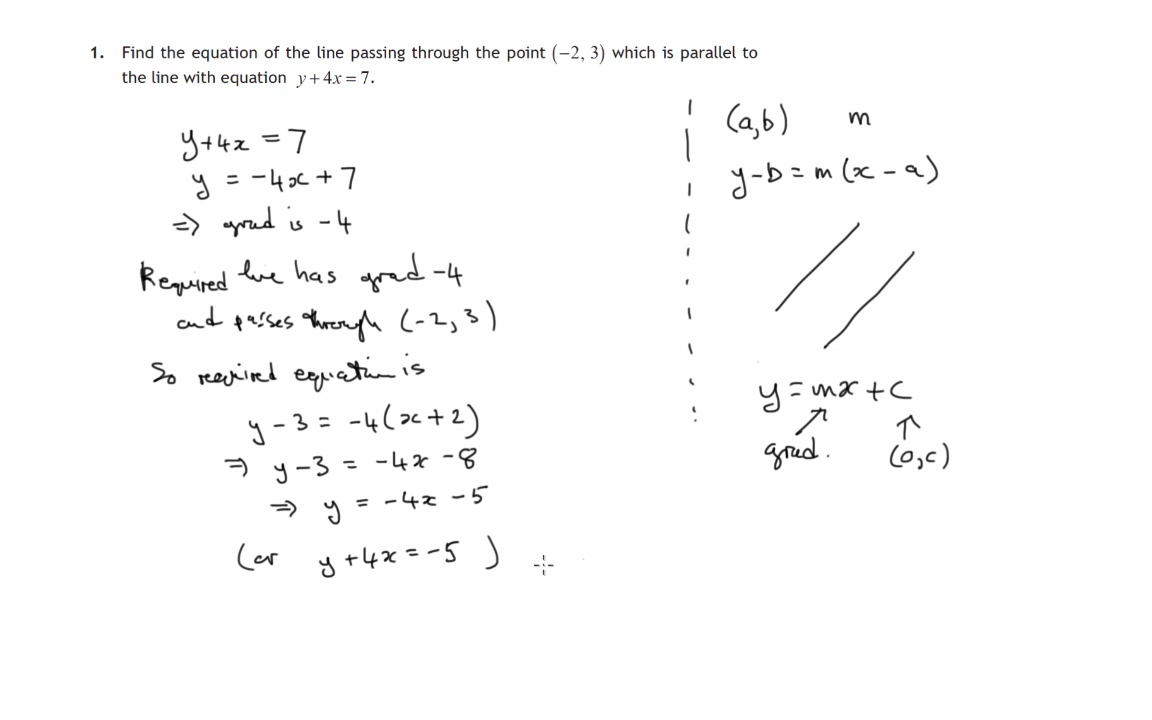 1. Find the equation of the line passing through the point (−2, 3) which is parallel to
the line with equation y + 4x = 7.
y+4x = 7
y = -4x + 7
=> grad is -4
Required line has grad -4
and passes through (-2, 3)
So required equation is
y - 3 = -4(x + 2)
=> y - 3 = -4x - 8
=> y = -4x - 5
(or y + 4x = -5 )
(a,b) m
y - b = m (x - a)
y = mx + c
grad. (0,c)